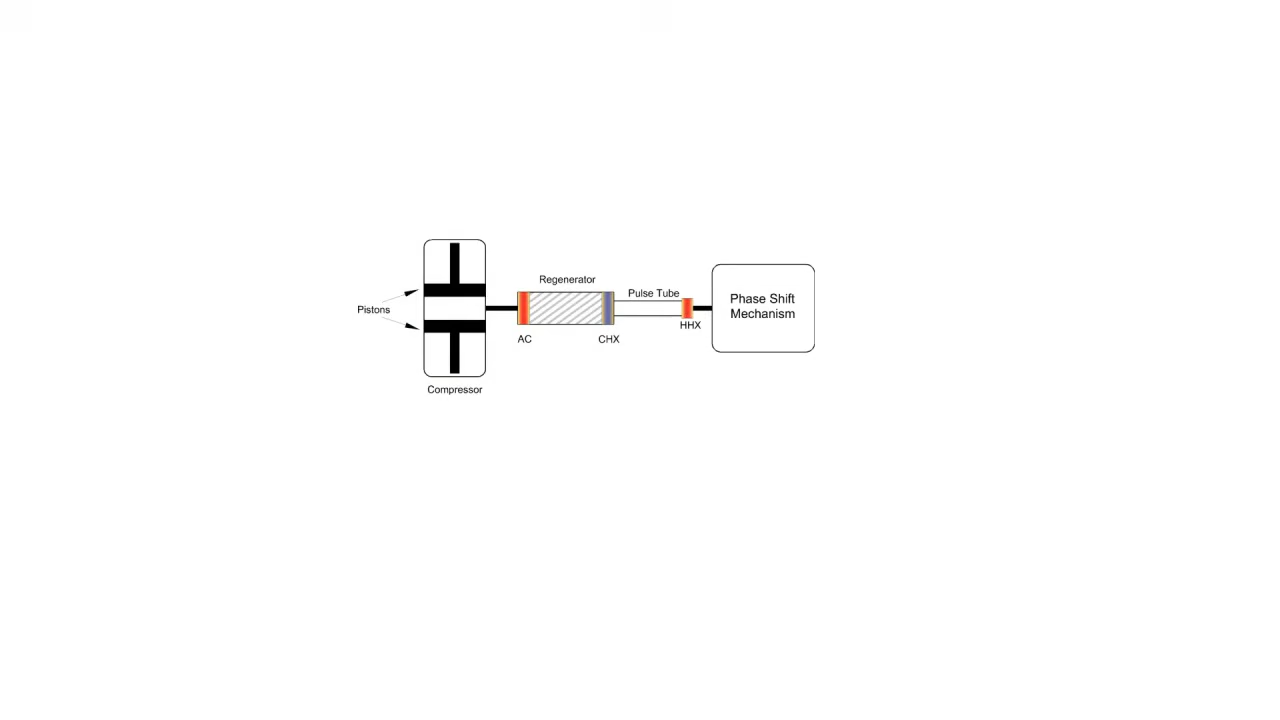 Regenerator
Pulse Tube
Phase Shift
Mechanism
Pistons
HHX
AC
CHX
Compressor